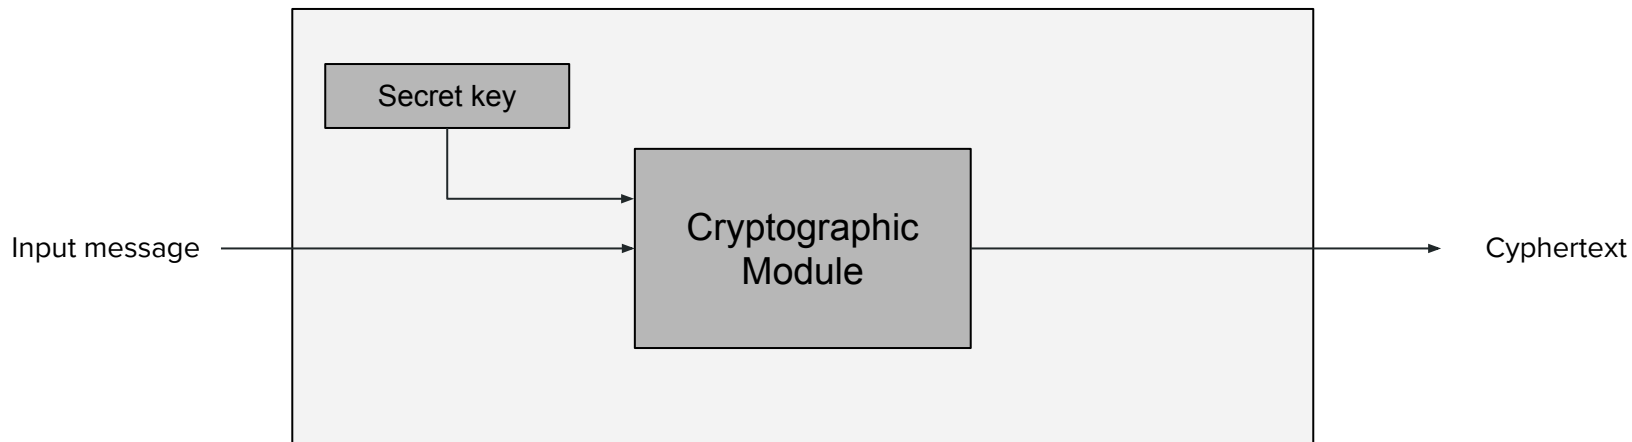 Secret key
Cryptographic
Module
Input message
Cyphertext